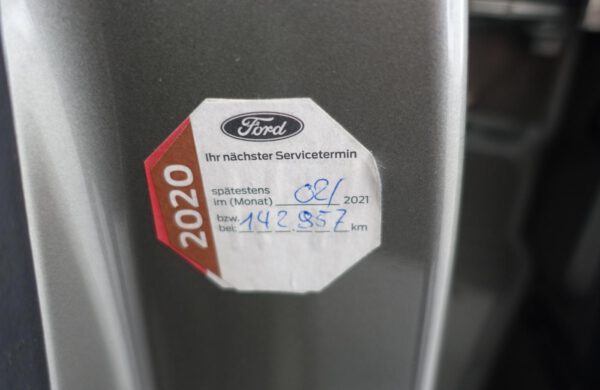 Ford
Ihr nächster Servicetermin
2020
spätestens
im (Monat) 02/ 2021
bzw.
bei: 142.957 km